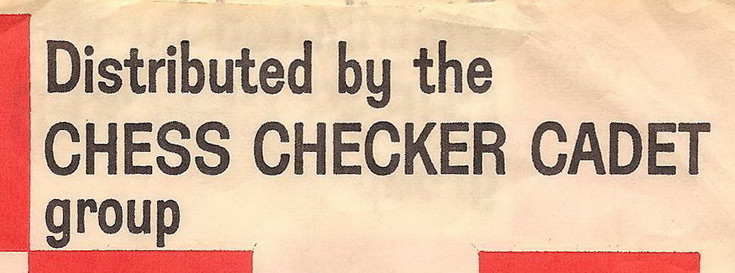 Distributed by the
CHESS CHECKER CADET
group